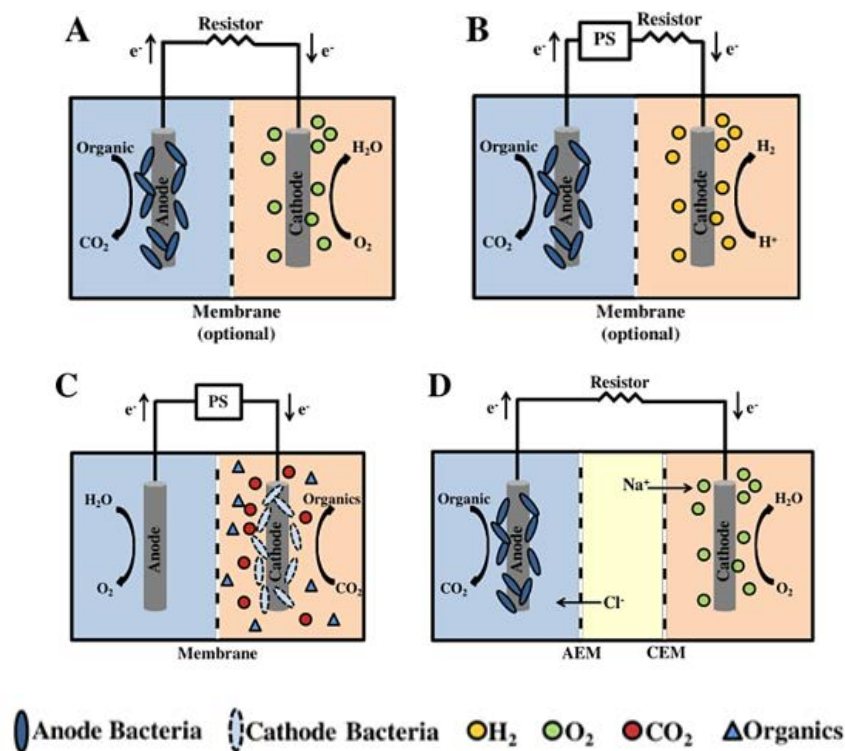 A
Resistor
e⁻
e⁻
Organic
CO₂
Anode
Cathode
H₂O
O₂
Membrane
(optional)
B
PS
Resistor
e⁻
e⁻
Organic
CO₂
Anode
Cathode
H₂
H⁺
Membrane
(optional)
C
PS
e⁻
e⁻
H₂O
O₂
Anode
Cathode
Organics
CO₂
Membrane
D
Resistor
e⁻
e⁻
Organic
CO₂
Anode
Na⁺
Cl⁻
Cathode
H₂O
O₂
AEM
CEM
Anode Bacteria
Cathode Bacteria
H₂
O₂
CO₂
Organics